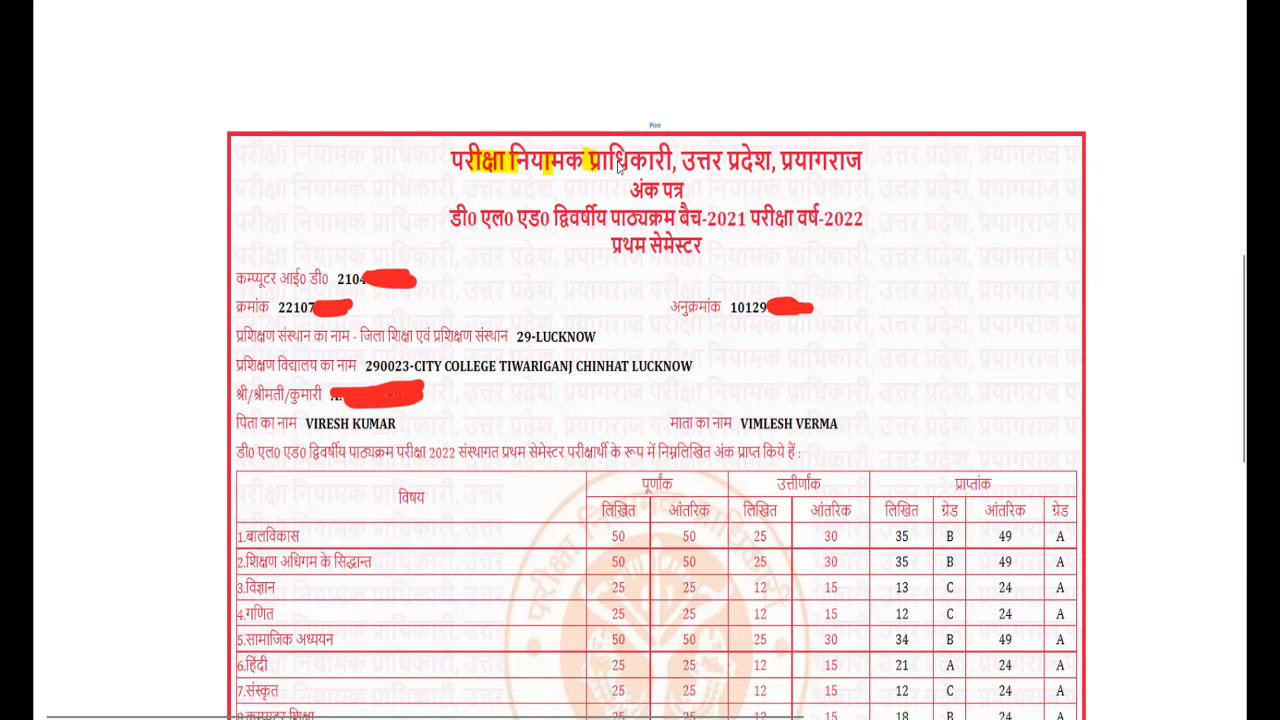 Print
परीक्षा नियामक प्राधिकारी, उत्तर प्रदेश, प्रयागराज
अंक पत्र
डी0 एल0 एड0 द्विवर्षीय पाठ्यक्रम बैच-2021 परीक्षा वर्ष-2022
प्रथम सेमेस्टर
कम्प्यूटर आई0 डी0 2104
क्रमांक 22107 अनुक्रमांक 10129
प्रशिक्षण संस्थान का नाम - जिला शिक्षा एवं प्रशिक्षण संस्थान 29-LUCKNOW
प्रशिक्षण विद्यालय का नाम 290023-CITY COLLEGE TIWARIGANJ CHINHAT LUCKNOW
श्री/श्रीमती/कुमारी
पिता का नाम VIRESH KUMAR माता का नाम VIMLESH VERMA
डी0 एल0 एड0 द्विवर्षीय पाठ्यक्रम परीक्षा 2022 संस्थागत प्रथम सेमेस्टर परीक्षार्थी के रूप में निम्नलिखित अंक प्राप्त किये हैं :
विषय पूर्णांक उत्तीर्णांक प्राप्तांक
लिखित आंतरिक लिखित आंतरिक लिखित ग्रेड आंतरिक ग्रेड
1.बालविकास 50 50 25 30 35 B 49 A
2.शिक्षण अधिगम के सिद्धान्त 50 50 25 30 35 B 49 A
3.विज्ञान 25 25 12 15 13 C 24 A
4.गणित 25 25 12 15 12 C 24 A
5.सामाजिक अध्ययन 50 50 25 30 34 B 49 A
6.हिंदी 25 25 12 15 21 A 24 A
7.संस्कृत 25 25 12 15 12 C 24 A
8.कम्प्यूटर शिक्षा 25 25 12 15 18 B 24 A